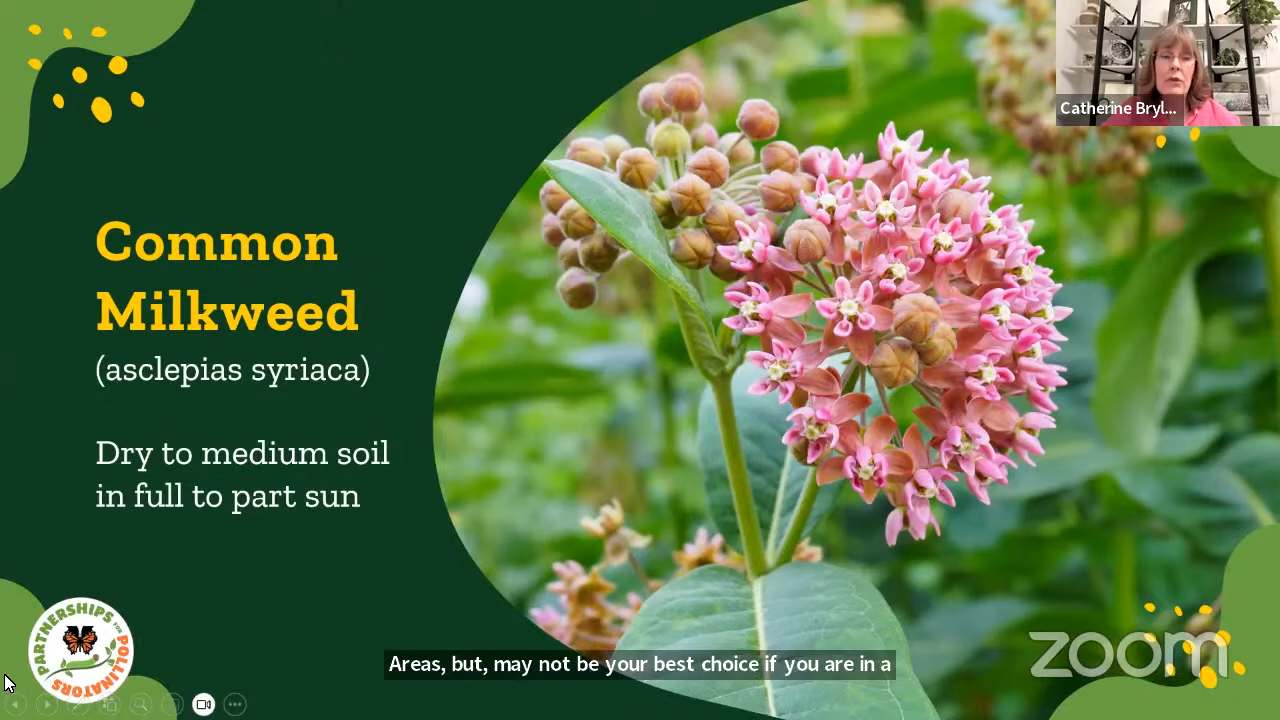 Catherine Bryl...
Common
Milkweed
(asclepias syriaca)
Dry to medium soil
in full to part sun
PARTNERSHIPS FOR POLLINATORS
Areas, but, may not be your best choice if you are in a
zoom